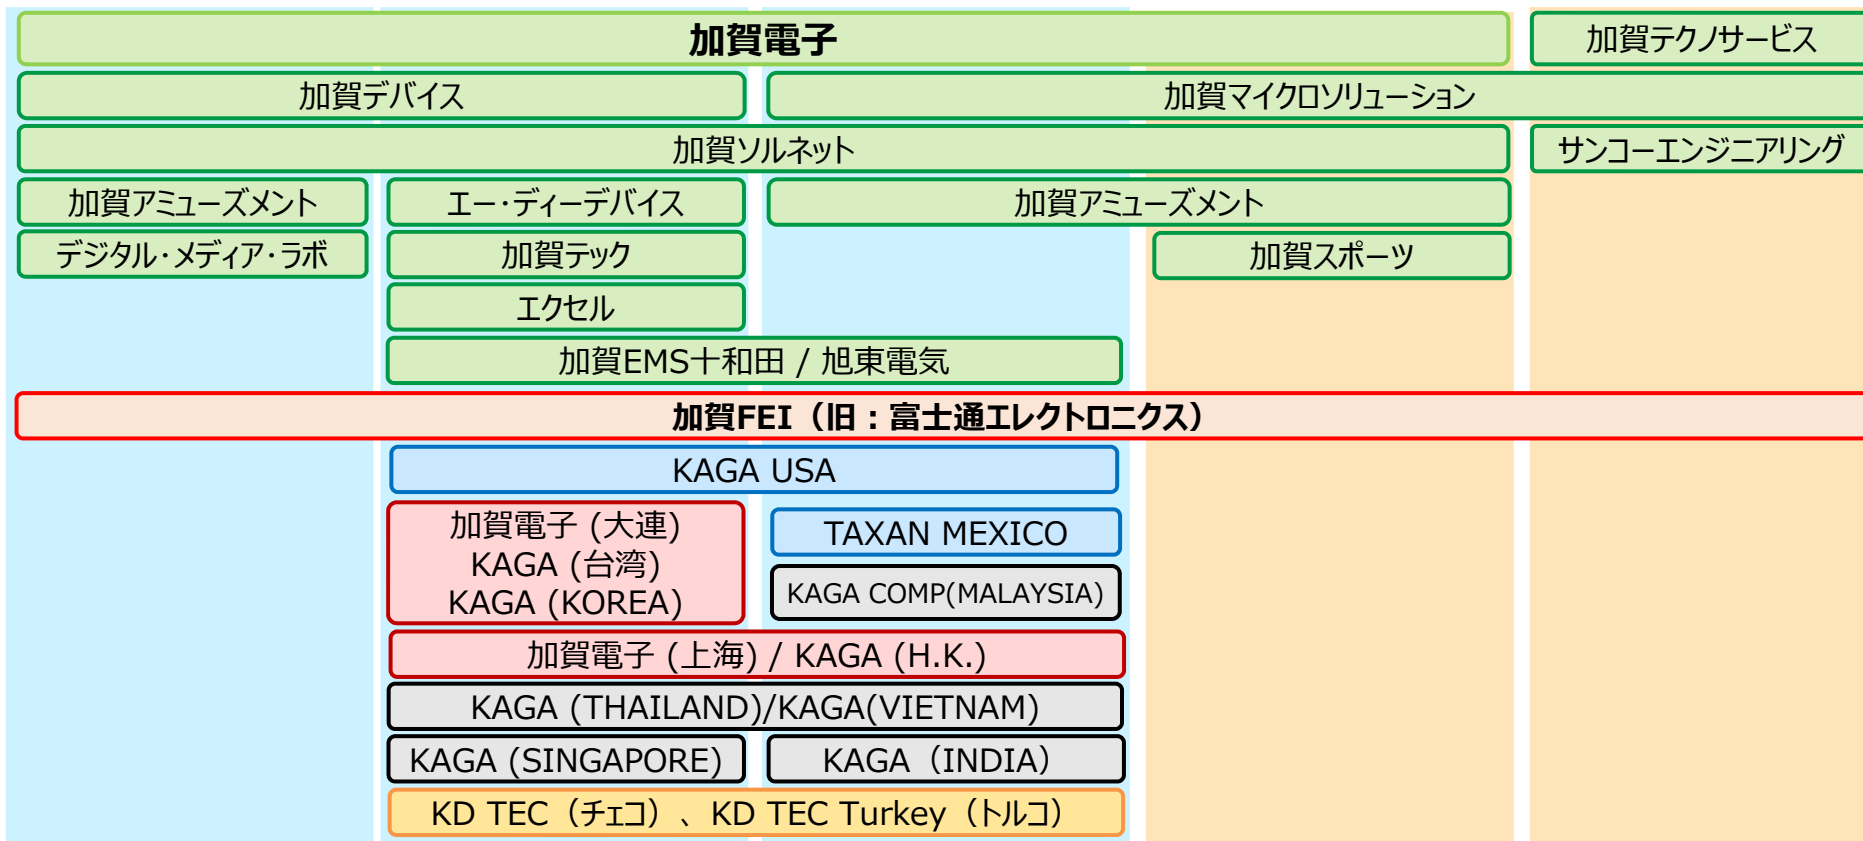 加賀電子
加賀テクノサービス
加賀デバイス
加賀マイクロソリューション
加賀ソルネット
サンコーエンジニアリング
加賀アミューズメント
エー・ディーデバイス
加賀アミューズメント
デジタル・メディア・ラボ
加賀テック
加賀スポーツ
エクセル
加賀EMS十和田 / 旭東電気
加賀FEI（旧：富士通エレクトロニクス）
KAGA USA
加賀電子 (大連)
KAGA (台湾)
KAGA (KOREA)
TAXAN MEXICO
KAGA COMP(MALAYSIA)
加賀電子 (上海) / KAGA (H.K.)
KAGA (THAILAND)/KAGA(VIETNAM)
KAGA (SINGAPORE)
KAGA（INDIA）
KD TEC（チェコ）、KD TEC Turkey（トルコ）